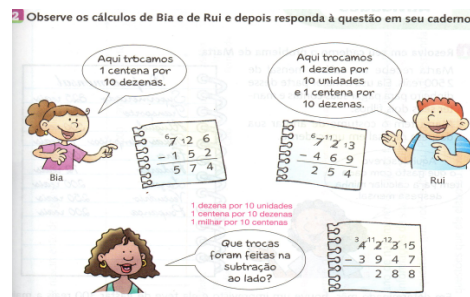 2 Observe os cálculos de Bia e de Rui e depois responda à questão em seu caderno
Aqui trocamos
1 centena por
10 dezenas.
Aqui trocamos
1 dezena por
10 unidades
e 1 centena por
10 dezenas.
6 7 12 6
- 1 5 2
5 7 4
6 7 11 2 13
- 4 6 9
2 5 4
Bia
Rui
1 dezena por 10 unidades
1 centena por 10 dezenas
1 milhar por 10 centenas
Que trocas
foram feitas na
subtração
ao lado?
3 4 11 2 12 3 15
- 3 9 4 7
2 8 8